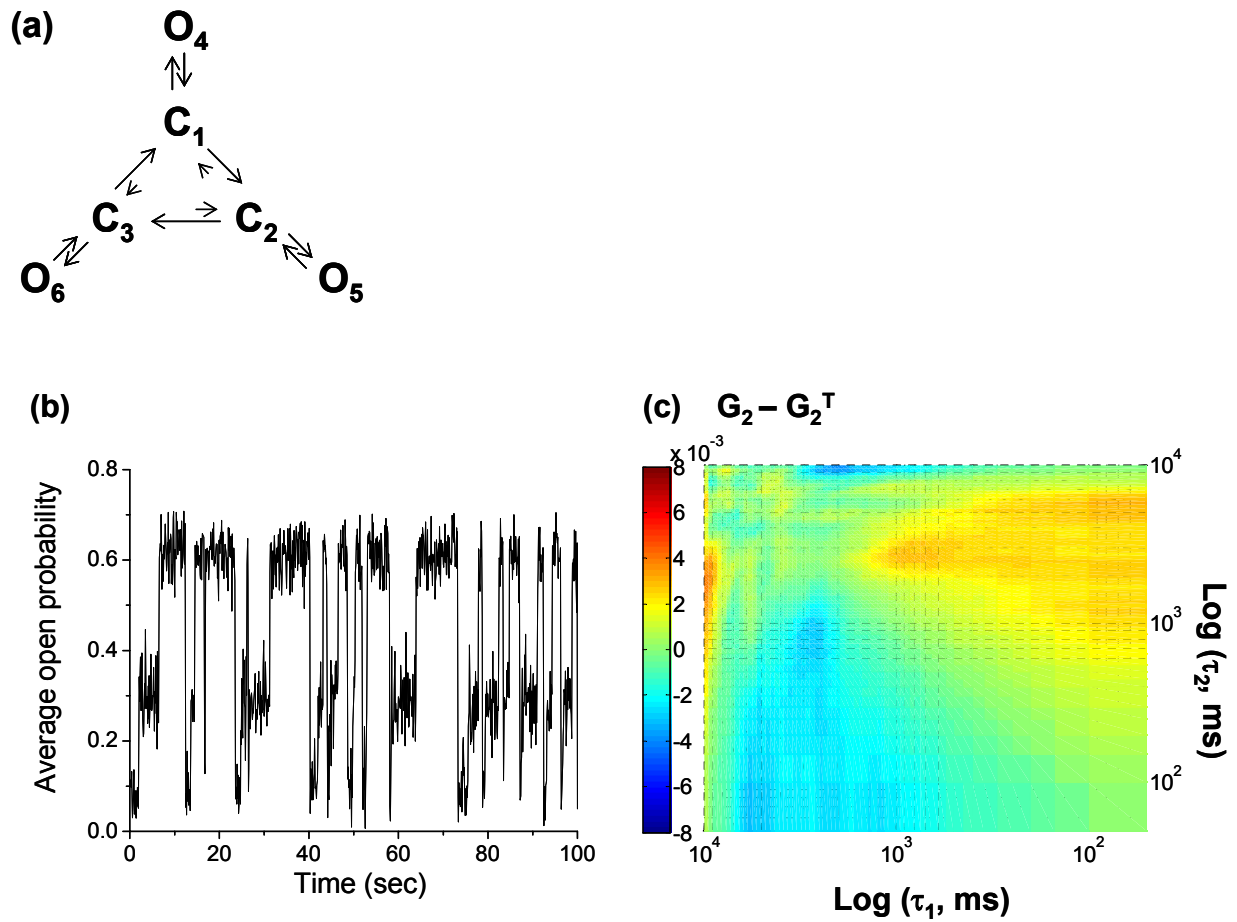 (a)
O₄
C₁
C₃ C₂
O₆ O₅
(b)
Average open probability
0.8
0.6
0.4
0.2
0.0
0 20 40 60 80 100
Time (sec)
(c) G₂ – G₂ᵀ
x 10⁻³
8
6
4
2
0
-2
-4
-6
-8
10⁴
10³
10²
Log (τ₂, ms)
10⁴ 10³ 10²
Log (τ₁, ms)